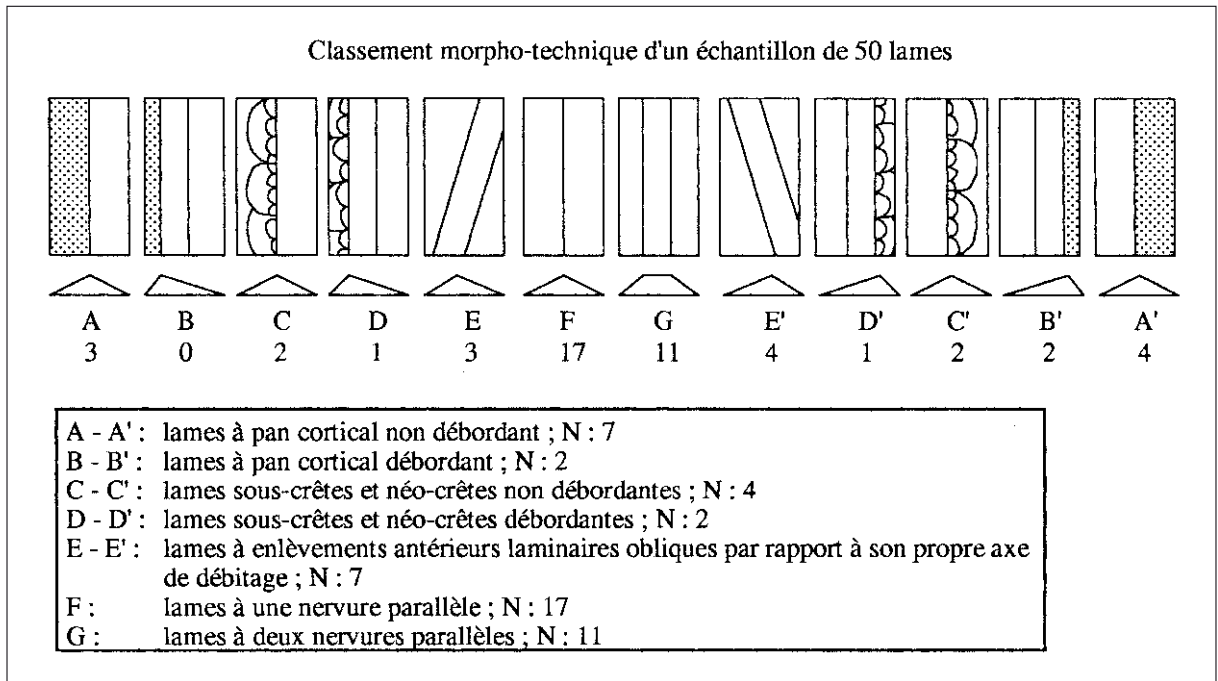 Classement morpho-technique d'un échantillon de 50 lames
A B C D E F G E' D' C' B' A'
3 0 2 1 3 17 11 4 1 2 2 4
A - A' : lames à pan cortical non débordant ; N : 7
B - B' : lames à pan cortical débordant ; N : 2
C - C' : lames sous-crêtes et néo-crêtes non débordantes ; N : 4
D - D' : lames sous-crêtes et néo-crêtes débordantes ; N : 2
E - E' : lames à enlèvements antérieurs laminaires obliques par rapport à son propre axe
de débitage ; N : 7
F : lames à une nervure parallèle ; N : 17
G : lames à deux nervures parallèles ; N : 11